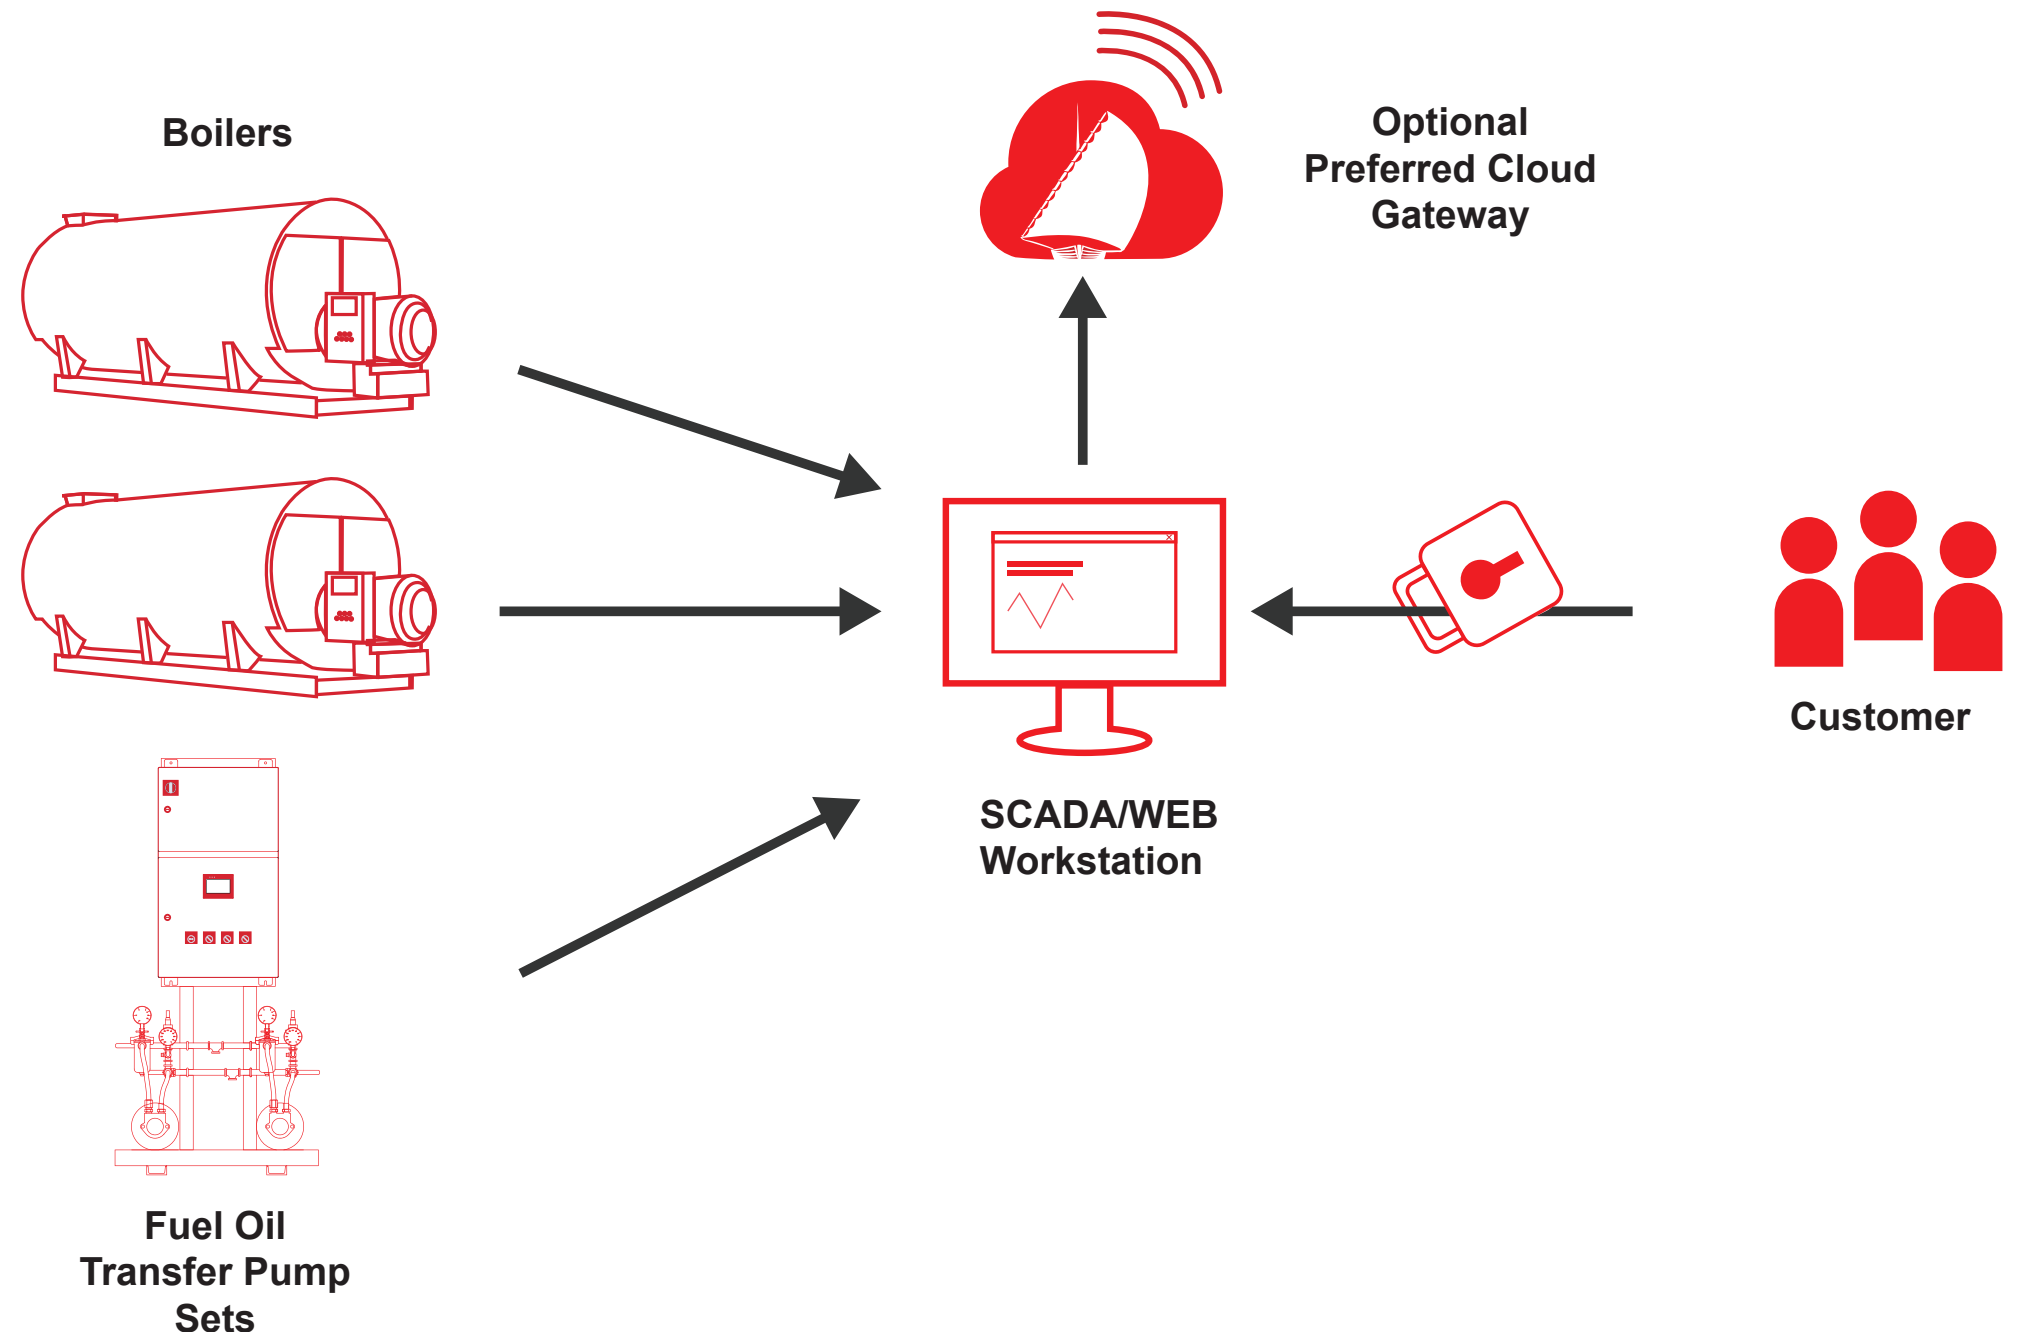 Boilers
Optional
Preferred Cloud
Gateway
Customer
SCADA/WEB
Workstation
Fuel Oil
Transfer Pump
Sets